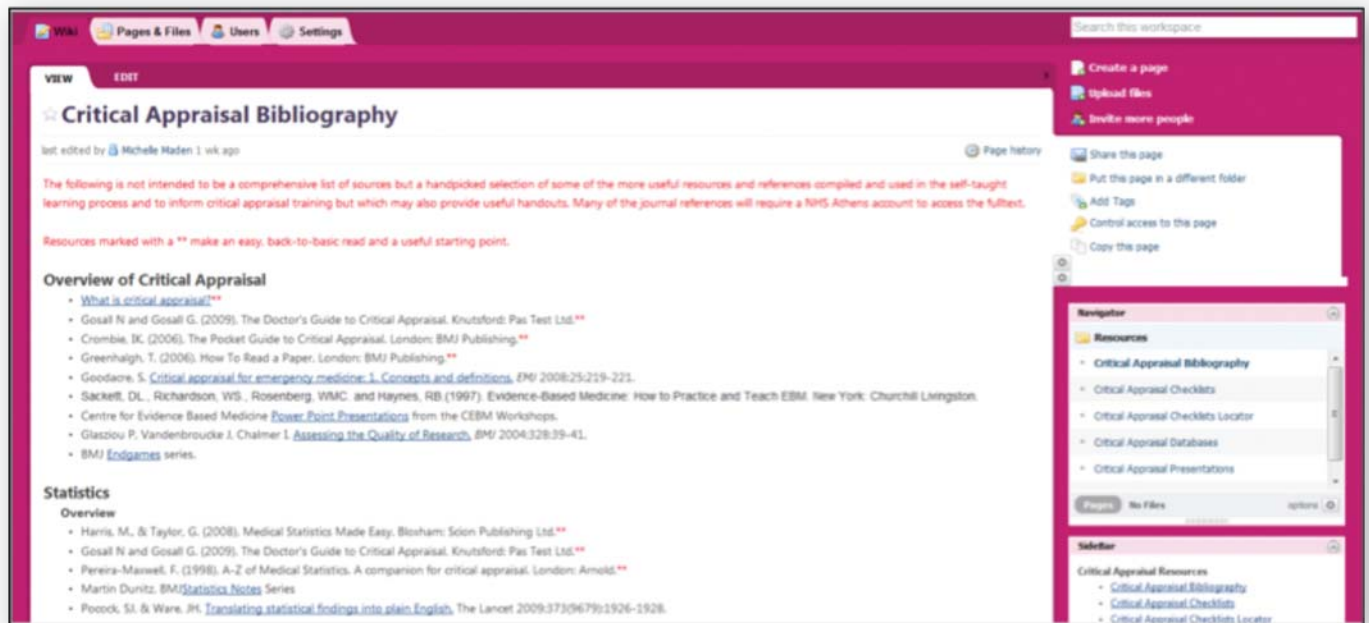 Wiki Pages & Files Users Settings
Search this workspace
VIEW EDIT
Critical Appraisal Bibliography
last edited by Michelle Maden 1 wk ago
Page history
The following is not intended to be a comprehensive list of sources but a handpicked selection of some of the more useful resources and references compiled and used in the self-taught
learning process and to inform critical appraisal training but which may also provide useful handouts. Many of the journal references will require a NHS Athens account to access the fulltext.
Resources marked with a ** make an easy, back-to-basic read and a useful starting point.
Overview of Critical Appraisal
What is critical appraisal?**
Gosall N and Gosall G. (2009). The Doctor's Guide to Critical Appraisal. Knutsford: Pas Test Ltd.**
Crombie, IK. (2006). The Pocket Guide to Critical Appraisal. London: BMJ Publishing.**
Greenhalgh, T. (2006). How To Read a Paper. London: BMJ Publishing.**
Goodacre, S. Critical appraisal for emergency medicine: 1. Concepts and definitions. EMJ 2008:25:219-221.
Sackett, DL., Richardson, WS., Rosenberg, WMC. and Haynes, RB.(1997). Evidence-Based Medicine: How to Practice and Teach EBM. New York: Churchill Livingston.
Centre for Evidence Based Medicine Power Point Presentations from the CEBM Workshops.
Glasziou P, Vandenbroucke J, Chalmer I. Assessing the Quality of Research. BMJ 2004:328:39-41.
BMJ Endgames series.
Statistics
Overview
Harris, M., & Taylor, G. (2008). Medical Statistics Made Easy. Bloxham: Scion Publishing Ltd.**
Gosall N and Gosall G. (2009). The Doctor's Guide to Critical Appraisal. Knutsford: Pas Test Ltd.**
Pereira-Maxwell, F. (1998). A-Z of Medical Statistics. A companion for critical appraisal. London: Arnold.**
Martin Dunitz. BMJStatistics Notes Series
Pocock, SJ. & Ware, JH. Translating statistical findings into plain English. The Lancet 2009:373(9679):1926-1928.
Create a page
Upload files
Invite more people
Share this page
Put this page in a different folder
Add Tags
Control access to this page
Copy this page
Navigator
Resources
Critical Appraisal Bibliography
Critical Appraisal Checklists
Critical Appraisal Checklists Locator
Critical Appraisal Databases
Critical Appraisal Presentations
Pages No Files options
SideBar
Critical Appraisal Resources
Critical Appraisal Bibliography
Critical Appraisal Checklists
Critical Appraisal Checklists Locator